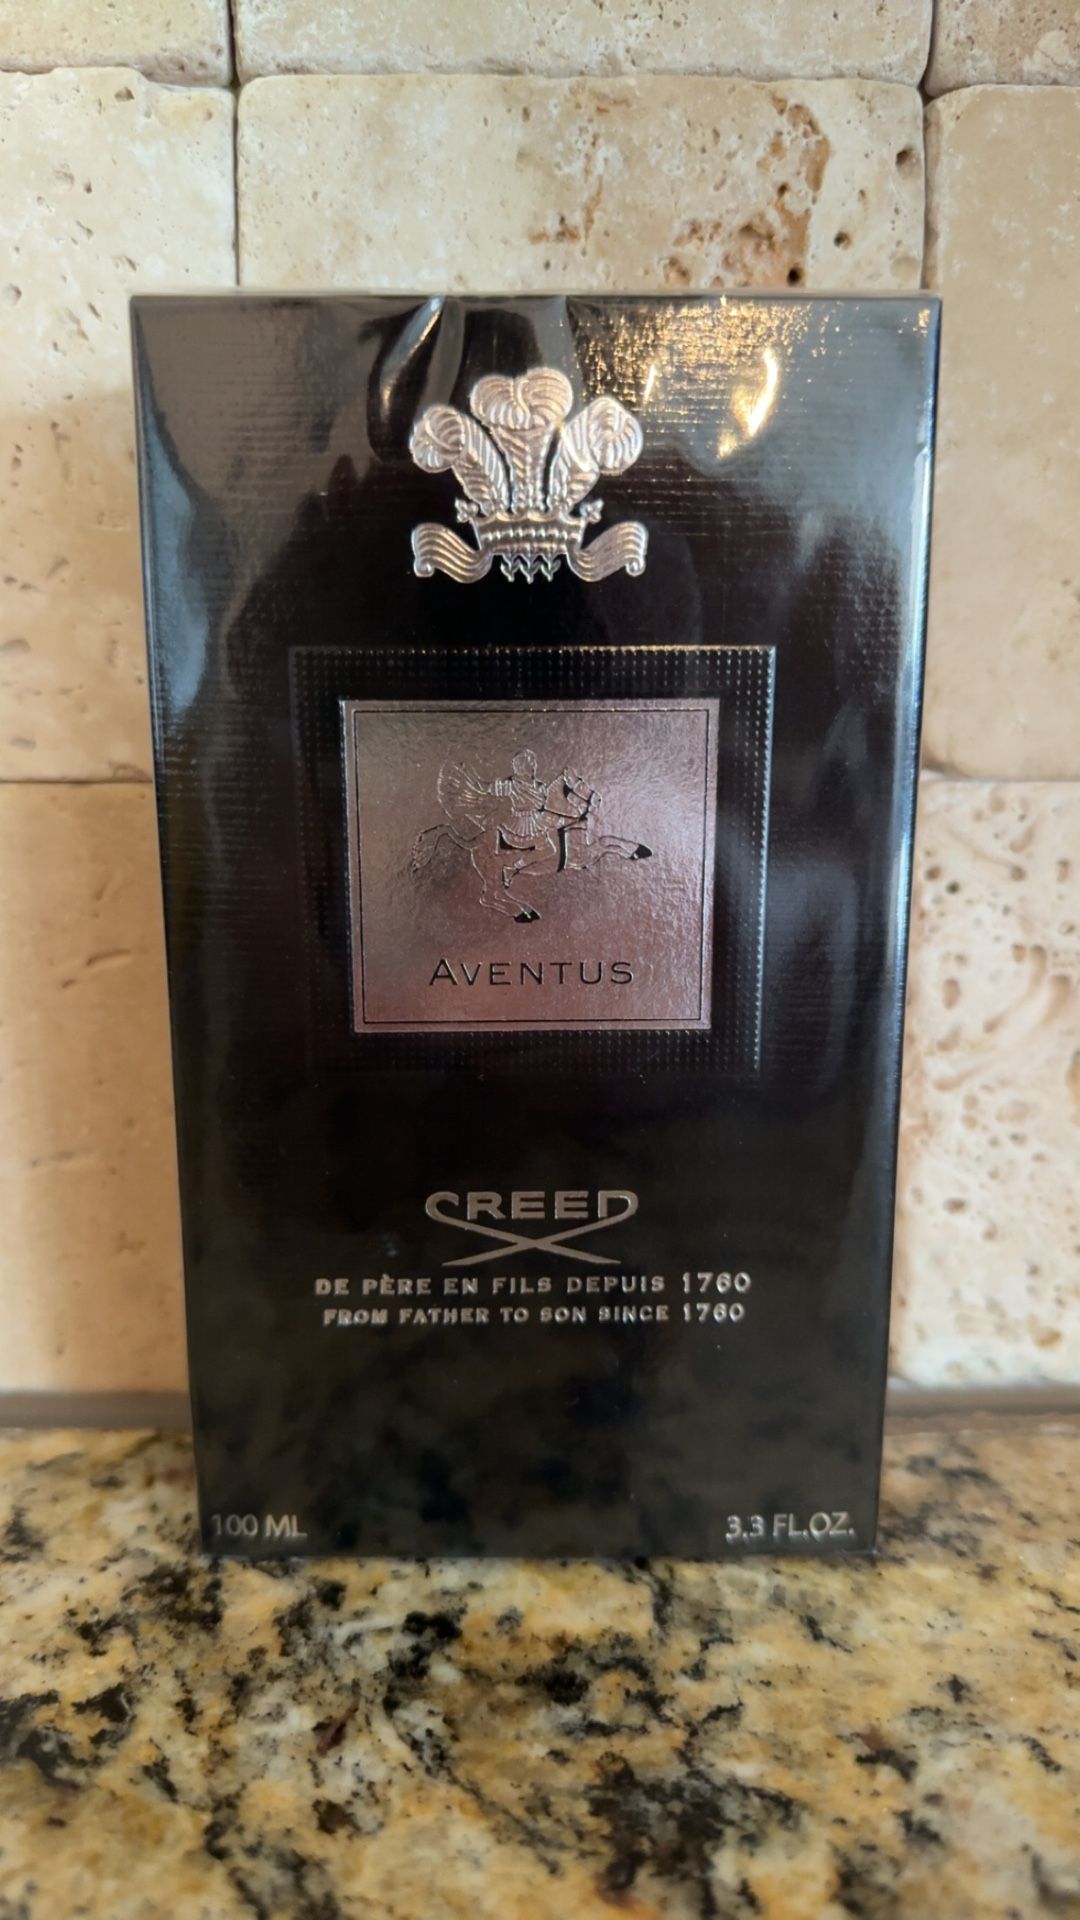 AVENTUS
CREED
DE PÈRE EN FILS DEPUIS 1760
FROM FATHER TO SON SINCE 1760
100 ML
3.3 FL.OZ.